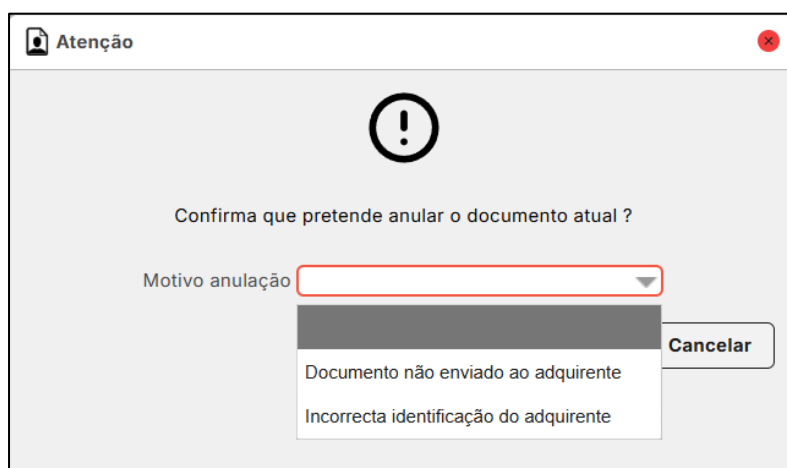 Atenção
Confirma que pretende anular o documento atual ?
Motivo anulação
Cancelar
Documento não enviado ao adquirente
Incorrecta identificação do adquirente